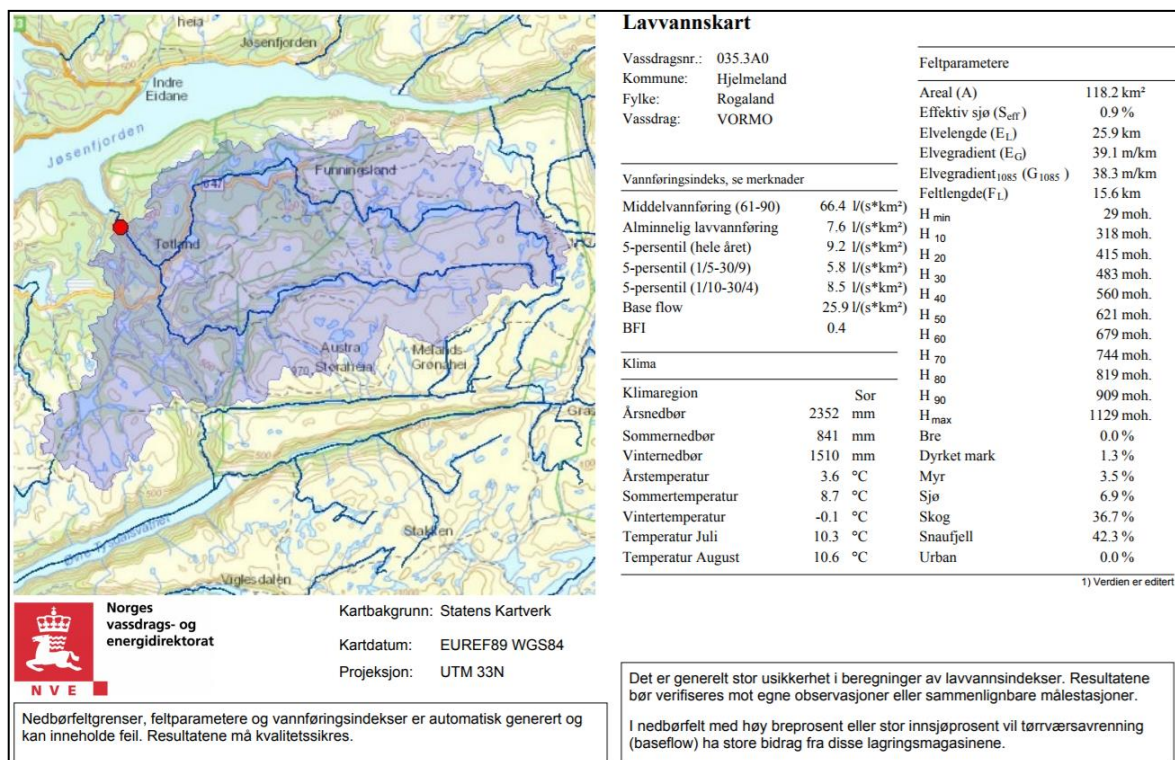 heia
Jøsenfjorden
Indre
Eidane
Jøsenfjorden
Funningsland
Tøtland
Austra
Storaheia
970
Melands-
Grønahei
Stakken
Viglesdalen
Norges
vassdrags- og
energidirektorat
N V E
Kartbakgrunn: Statens Kartverk
Kartdatum: EUREF89 WGS84
Projeksjon: UTM 33N
Nedbørfeltgrenser, feltparametere og vannføringsindekser er automatisk generert og
kan inneholde feil. Resultatene må kvalitetssikres.
Lavvannskart
Vassdragsnr.: 035.3A0
Kommune: Hjelmeland
Fylke: Rogaland
Vassdrag: VORMO
Vannføringsindeks, se merknader
Middelvannføring (61-90) 66.4 l/(s*km²)
Alminnelig lavvannføring 7.6 l/(s*km²)
5-persentil (hele året) 9.2 l/(s*km²)
5-persentil (1/5-30/9) 5.8 l/(s*km²)
5-persentil (1/10-30/4) 8.5 l/(s*km²)
Base flow 25.9 l/(s*km²)
BFI 0.4
Klima
Klimaregion Sor
Årsnedbør 2352 mm
Sommernedbør 841 mm
Vinternedbør 1510 mm
Årstemperatur 3.6 °C
Sommertemperatur 8.7 °C
Vintertemperatur -0.1 °C
Temperatur Juli 10.3 °C
Temperatur August 10.6 °C
Feltparametere
Areal (A) 118.2 km²
Effektiv sjø (Seff) 0.9 %
Elvelengde (EL) 25.9 km
Elvegradient (EG) 39.1 m/km
Elvegradient1085 (G1085) 38.3 m/km
Feltlengde(FL) 15.6 km
H min 29 moh.
H 10 318 moh.
H 20 415 moh.
H 30 483 moh.
H 40 560 moh.
H 50 621 moh.
H 60 679 moh.
H 70 744 moh.
H 80 819 moh.
H 90 909 moh.
Hmax 1129 moh.
Bre 0.0 %
Dyrket mark 1.3 %
Myr 3.5 %
Sjø 6.9 %
Skog 36.7 %
Snaufjell 42.3 %
Urban 0.0 %
1) Verdien er editert
Det er generelt stor usikkerhet i beregninger av lavvannsindekser. Resultatene
bør verifiseres mot egne observasjoner eller sammenlignbare målestasjoner.
I nedbørfelt med høy breprosent eller stor innsjøprosent vil tørrværsavrenning
(baseflow) ha store bidrag fra disse lagringsmagasinene.